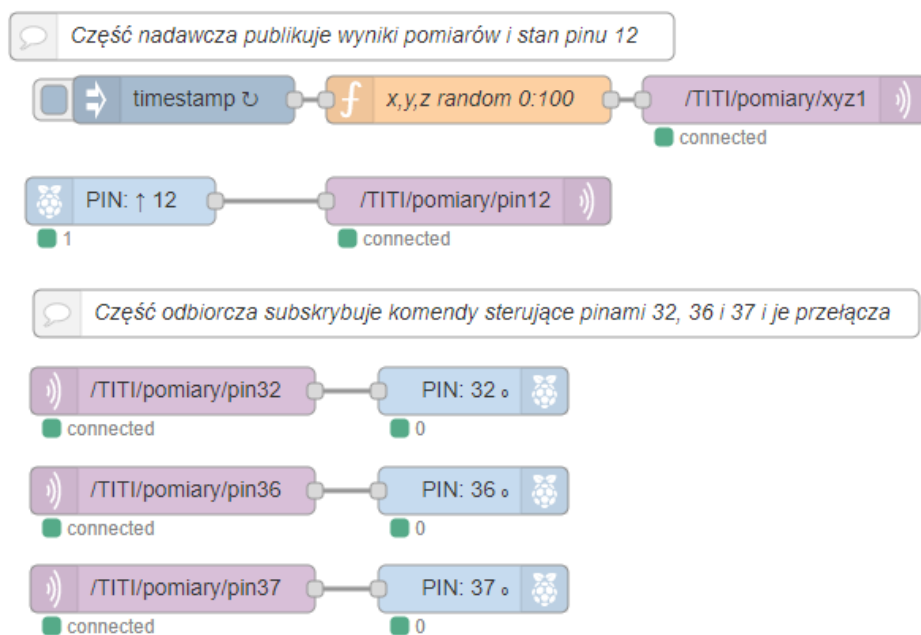 Część nadawcza publikuje wyniki pomiarów i stan pinu 12
timestamp ↻ x,y,z random 0:100 /TITI/pomiary/xyz1
connected
PIN: ↑ 12 /TITI/pomiary/pin12
1 connected
Część odbiorcza subskrybuje komendy sterujące pinami 32, 36 i 37 i je przełącza
/TITI/pomiary/pin32 PIN: 32
connected 0
/TITI/pomiary/pin36 PIN: 36
connected 0
/TITI/pomiary/pin37 PIN: 37
connected 0